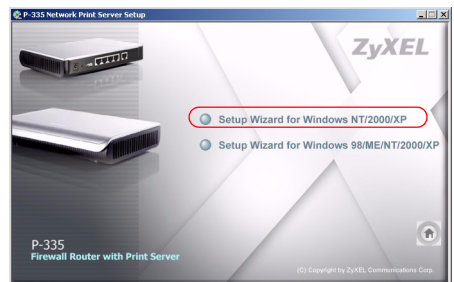 P-335 Network Print Server Setup
ZyXEL
Setup Wizard for Windows NT/2000/XP
Setup Wizard for Windows 98/ME/NT/2000/XP
P-335
Firewall Router with Print Server
(C) Copyright by ZyXEL Communications Corp.